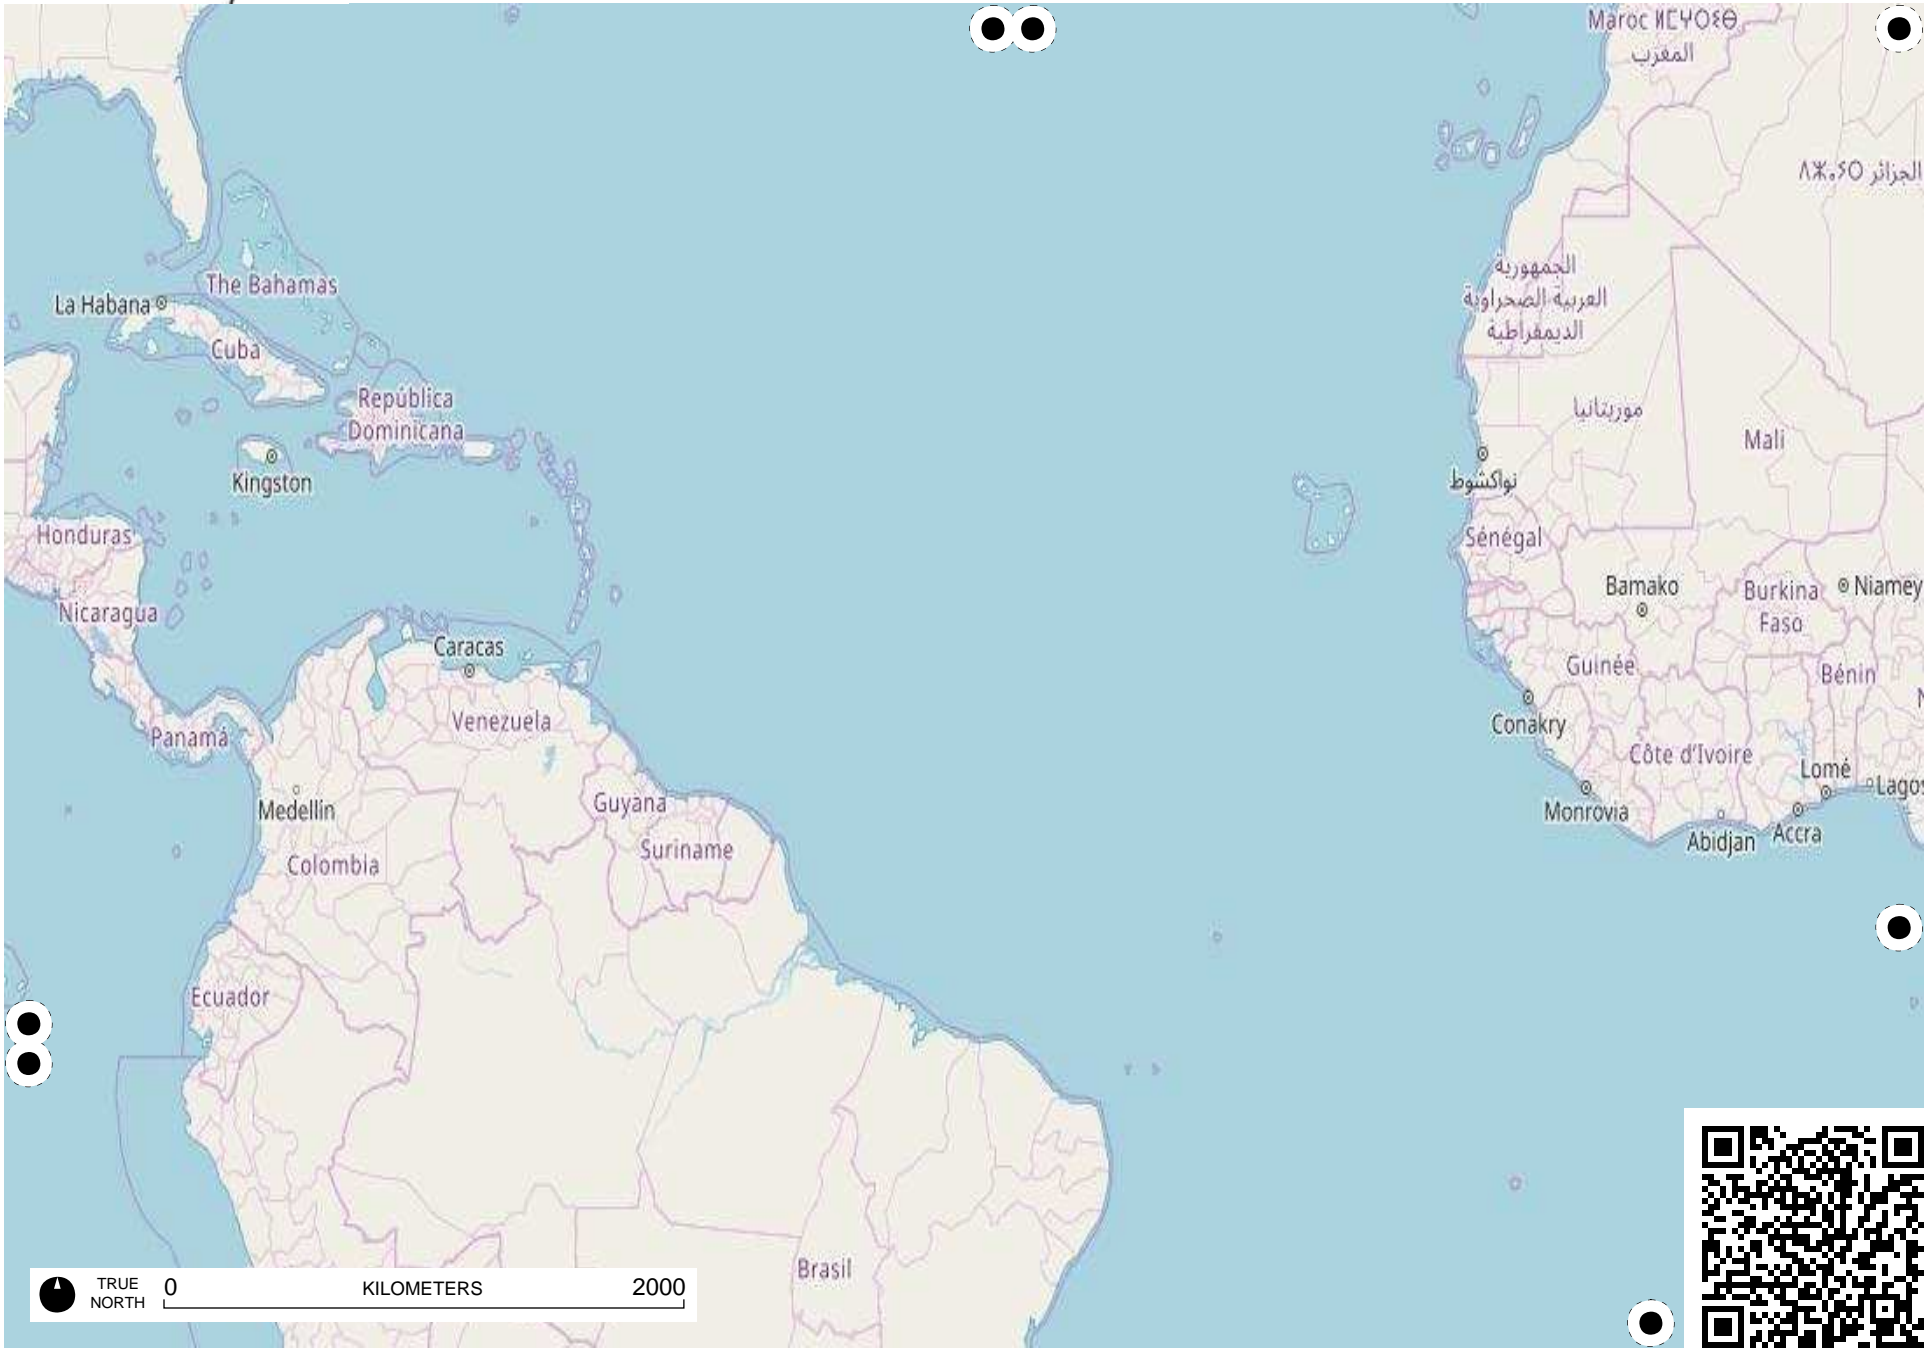 Maroc ⵍⵎⵖⵔⵉⴱ
المغرب
ⴷⵣⴰⵢⵔ الجزائر
الجمهورية
العربية الصحراوية
الديمقراطية
The Bahamas
La Habana
Cuba
República
Dominicana
موريتانيا
Mali
Kingston
نواكشوط
Honduras
Sénégal
Bamako
Burkina
Faso
Niamey
Nicaragua
Caracas
Guinée
Bénin
Venezuela
Conakry
Panamá
Côte d'Ivoire
Lomé
Lagos
Medellín
Guyana
Monrovia
Abidjan
Accra
Suriname
Colombia
Ecuador
Brasil
TRUE
NORTH
0 KILOMETERS 2000